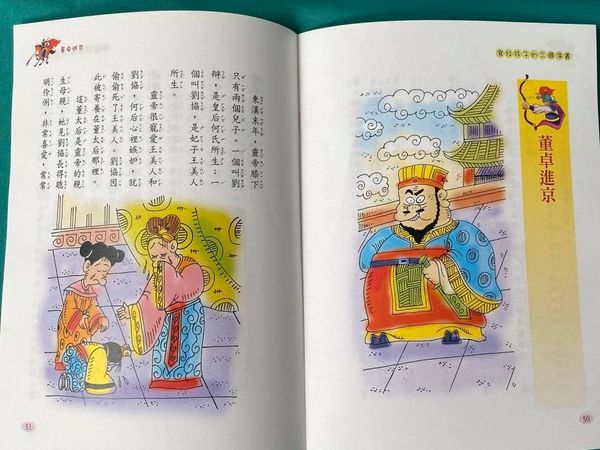 寫給孩子的三國演義
董卓進京
50
董卓進京
東漢末年，靈帝膝下
只有兩個兒子。一個叫劉
辯，是皇后何氏所生；一
個叫劉協，是妃子王美人
所生。
靈帝很寵愛王美人和
劉協，何后心裡嫉妒，就
偷偷死了王美人。劉協因
此被寄養在董太后那裡。
這董太后是靈帝的親
生母親，她見劉協長得聰
明伶俐，非常喜愛，常常
51